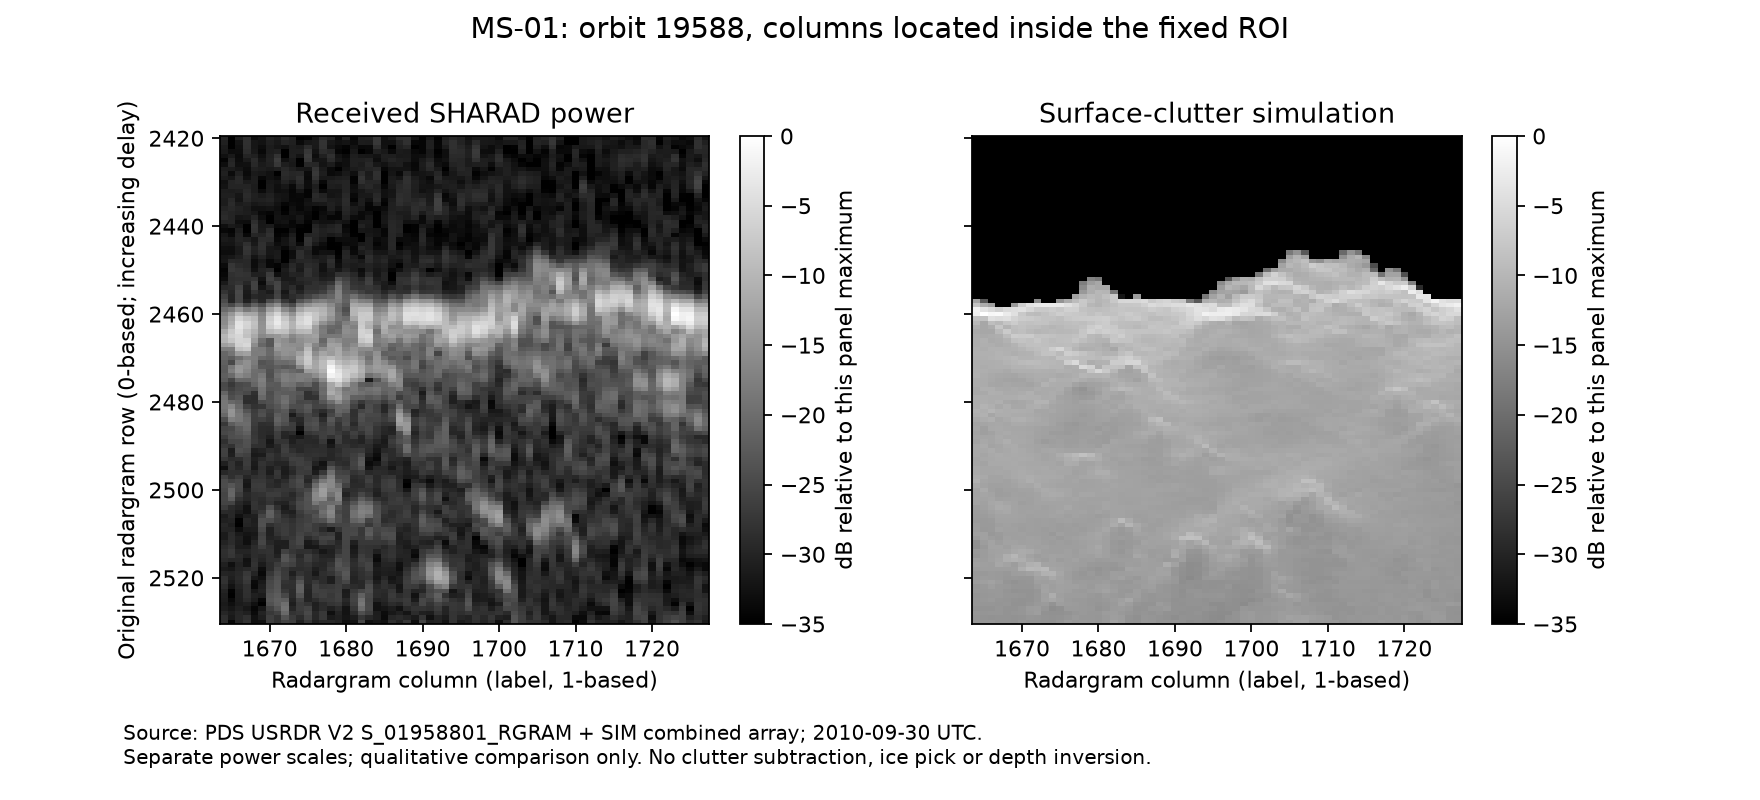 MS-01: orbit 19588, columns located inside the fixed ROI
Received SHARAD power
Original radargram row (0-based; increasing delay)
2420
2440
2460
2480
2500
2520
1670 1680 1690 1700 1710 1720
Radargram column (label, 1-based)
0
−5
−10
−15
−20
−25
−30
−35
dB relative to this panel maximum
Surface-clutter simulation
1670 1680 1690 1700 1710 1720
Radargram column (label, 1-based)
0
−5
−10
−15
−20
−25
−30
−35
dB relative to this panel maximum
Source: PDS USRDR V2 S_01958801_RGRAM + SIM combined array; 2010-09-30 UTC.
Separate power scales; qualitative comparison only. No clutter subtraction, ice pick or depth inversion.